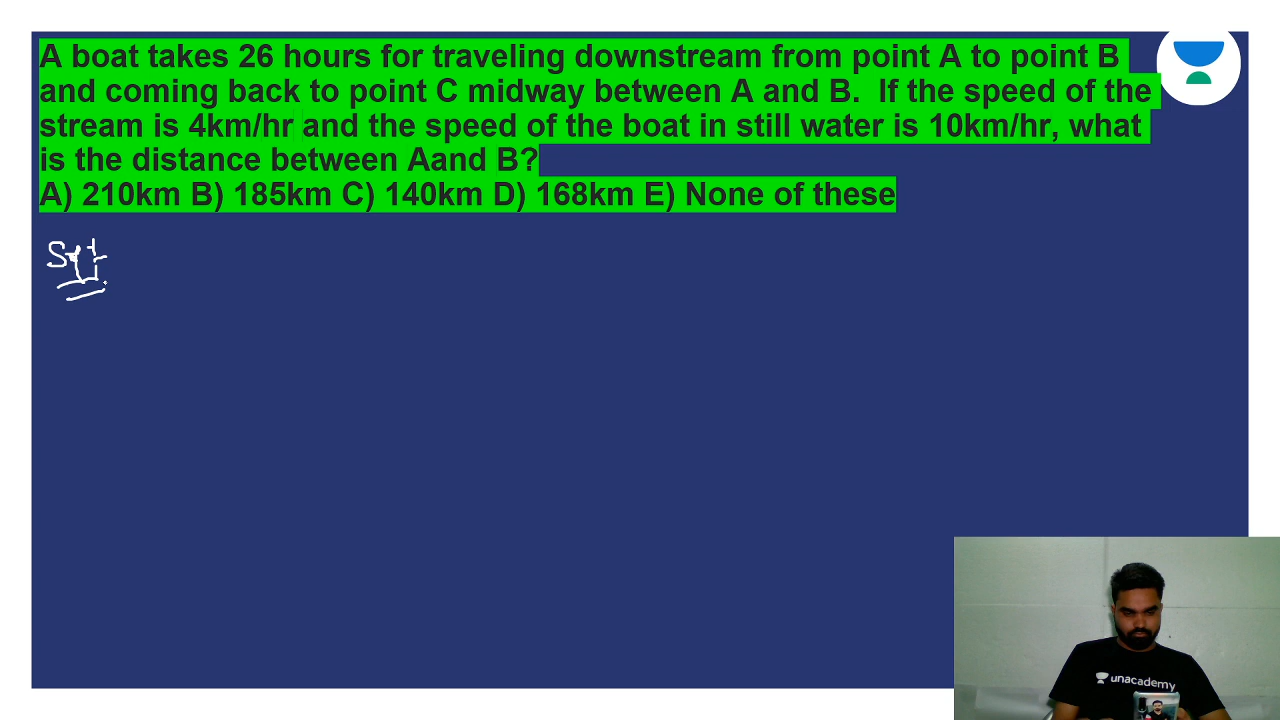 A boat takes 26 hours for traveling downstream from point A to point B
and coming back to point C midway between A and B.  If the speed of the
stream is 4km/hr and the speed of the boat in still water is 10km/hr, what
is the distance between Aand B?
A) 210km B) 185km C) 140km D) 168km E) None of these
unacademy